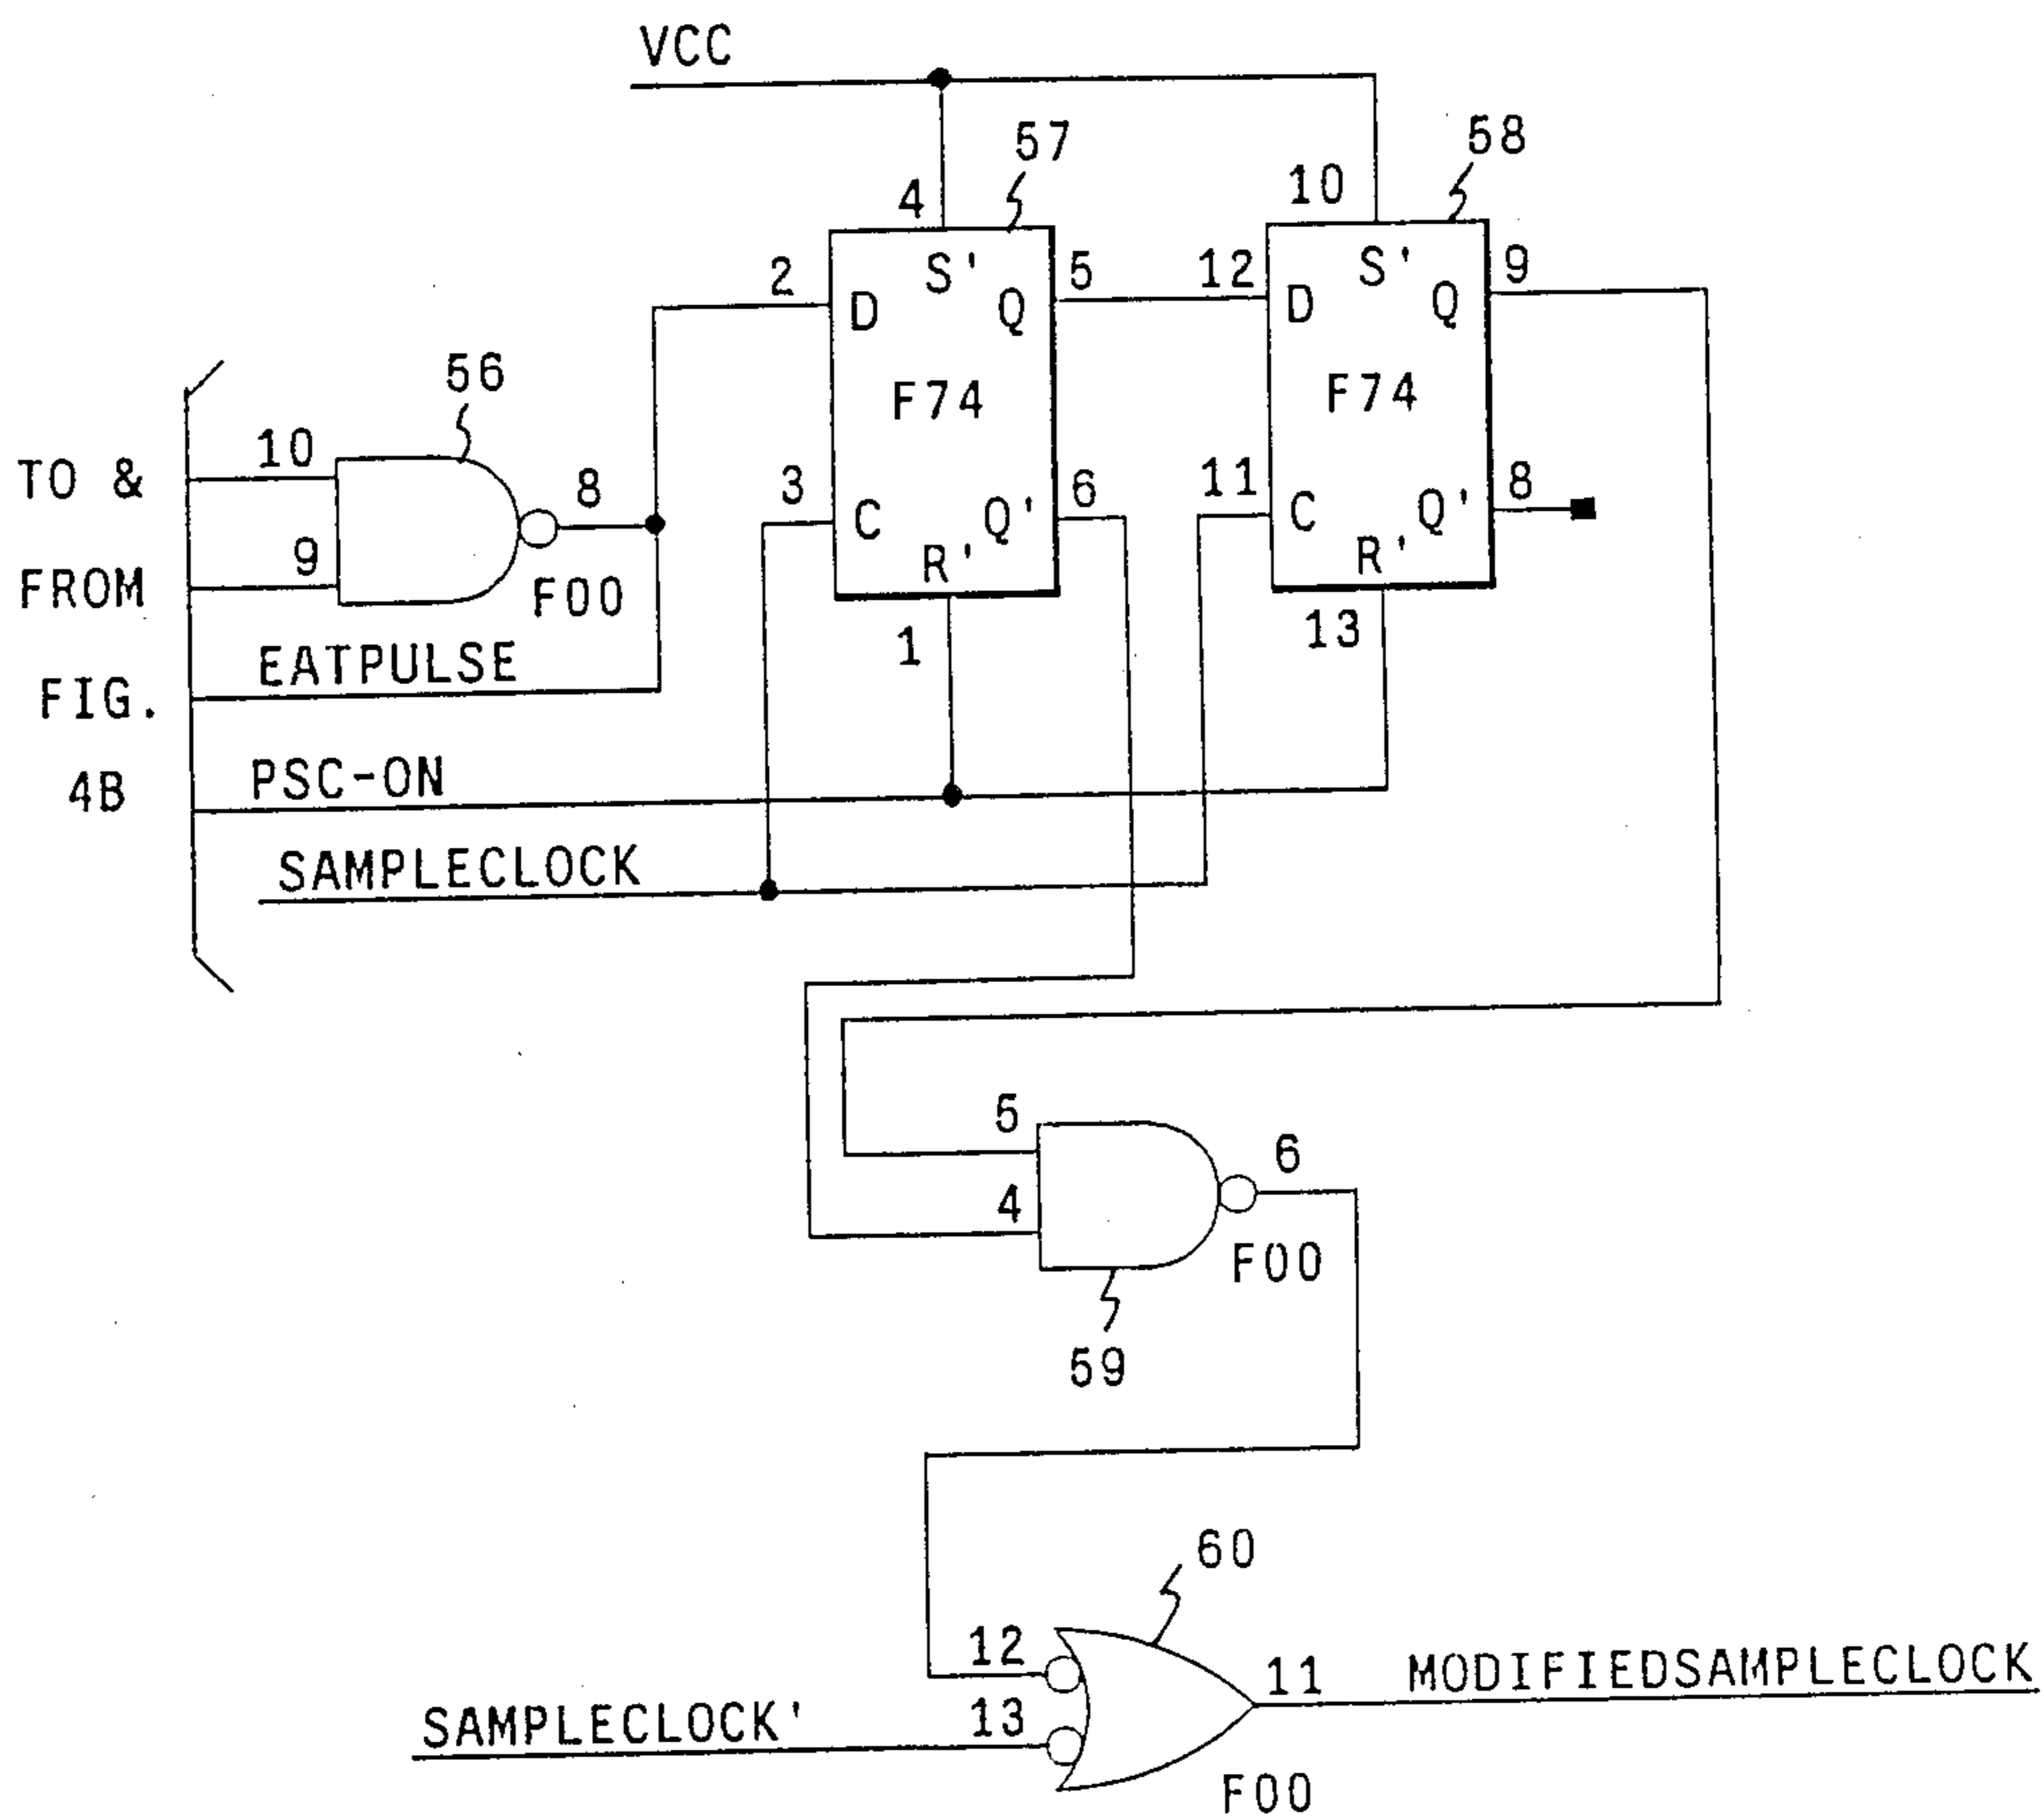 VCC
57
58
4
10
2
S'
5
12
S'
9
D
Q
D
Q
56
F74
F74
10
8
3
6
11
8
TO &
C
Q'
C
Q'
9
R'
R'
FROM
F00
1
13
EATPULSE
FIG.
PSC-ON
4B
SAMPLECLOCK
5
6
4
F00
59
60
12
11
MODIFIEDSAMPLECLOCK
SAMPLECLOCK'
13
F00